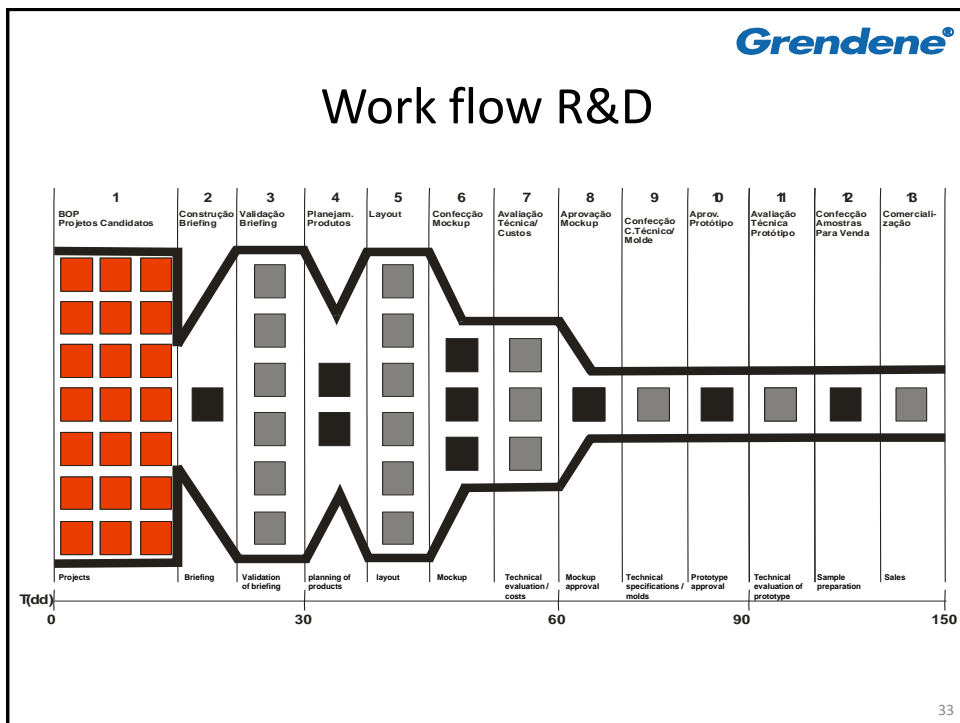 Grendene®
Work flow R&D
1
2
3
4
5
6
7
8
9
10
11
12
13
BOP
Projetos Candidatos
Construção
Briefing
Validação
Briefing
Planejam.
Produtos
Layout
Confecção
Mockup
Avaliação
Técnica/
Custos
Aprovação
Mockup
Confecção
C.Técnico/
Molde
Aprov.
Protótipo
Avaliação
Técnica
Protótipo
Confecção
Amostras
Para Venda
Comerciali-
zação
Projects
Briefing
Validation
of briefing
planning of
products
layout
Mockup
Technical
evaluation /
costs
Mockup
approval
Technical
specifications /
molds
Prototype
approval
Technical
evaluation of
prototype
Sample
preparation
Sales
T(dd)
0
30
60
90
150
33